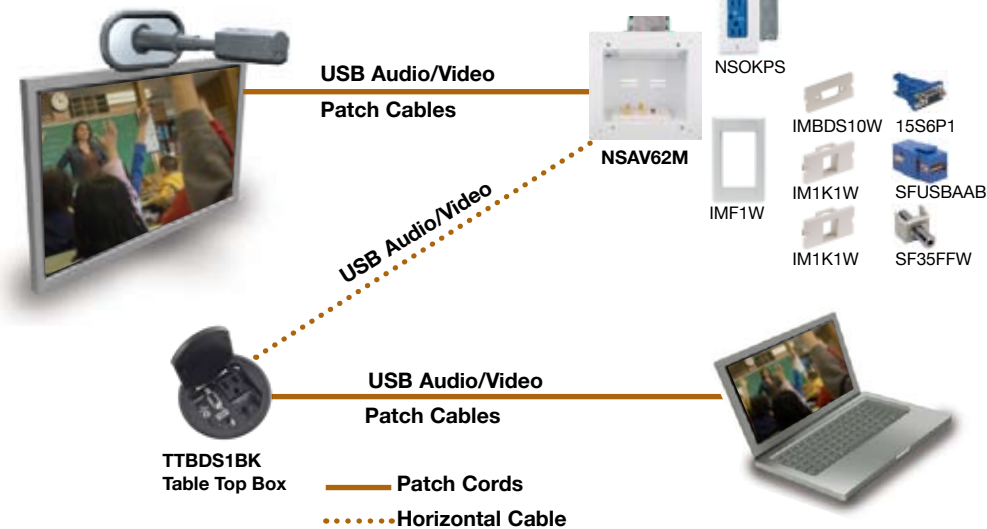 NSOKPS
USB Audio/Video
Patch Cables
NSAV62M
IMBDS10W 15S6P1
IMF1W
IM1K1W SFUSBAAB
IM1K1W SF35FFW
USB Audio/Video
USB Audio/Video
Patch Cables
TTBDS1BK
Table Top Box
Patch Cords
Horizontal Cable